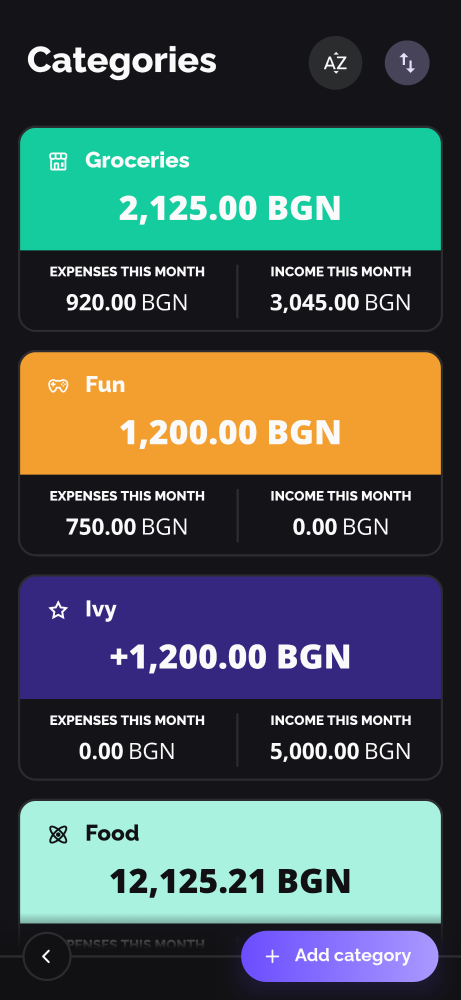 Categories
AZ
Groceries
2,125.00 BGN
EXPENSES THIS MONTH INCOME THIS MONTH
920.00 BGN 3,045.00 BGN
Fun
1,200.00 BGN
EXPENSES THIS MONTH INCOME THIS MONTH
750.00 BGN 0.00 BGN
Ivy
+1,200.00 BGN
EXPENSES THIS MONTH INCOME THIS MONTH
0.00 BGN 5,000.00 BGN
Food
12,125.21 BGN
EXPENSES THIS MONTH
Add category